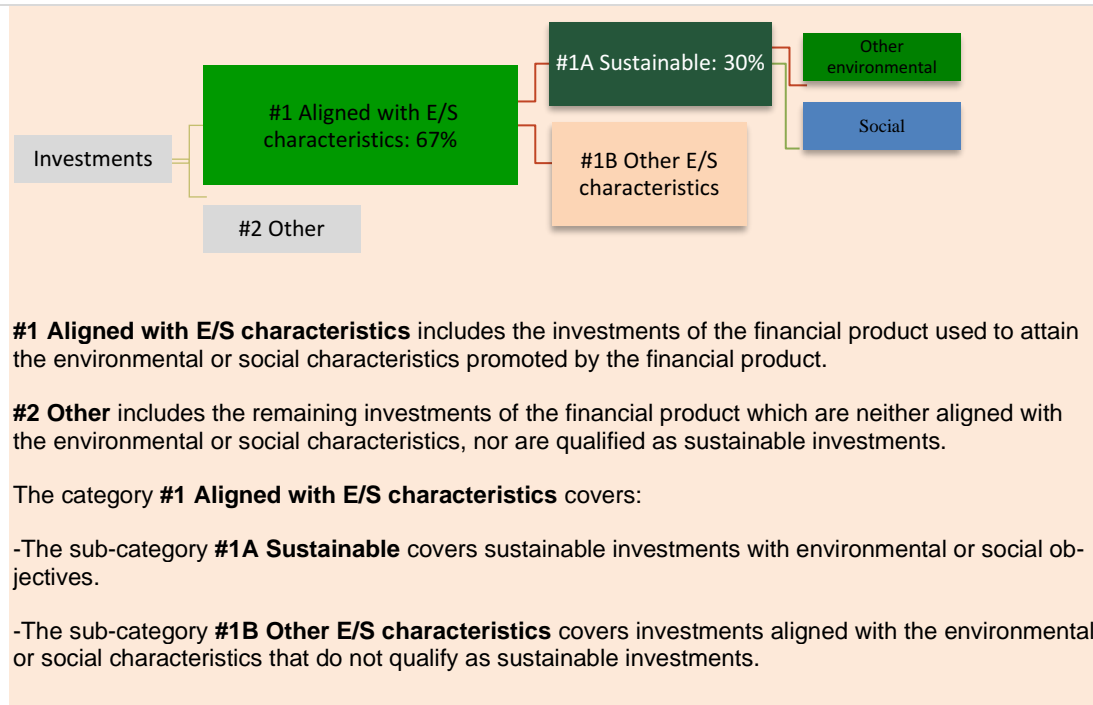 Investments
#1 Aligned with E/S
characteristics: 67%
#2 Other
#1A Sustainable: 30%
#1B Other E/S
characteristics
Other
environmental
Social
#1 Aligned with E/S characteristics includes the investments of the financial product used to attain
the environmental or social characteristics promoted by the financial product.
#2 Other includes the remaining investments of the financial product which are neither aligned with
the environmental or social characteristics, nor are qualified as sustainable investments.
The category #1 Aligned with E/S characteristics covers:
-The sub-category #1A Sustainable covers sustainable investments with environmental or social ob-
jectives.
-The sub-category #1B Other E/S characteristics covers investments aligned with the environmental
or social characteristics that do not qualify as sustainable investments.